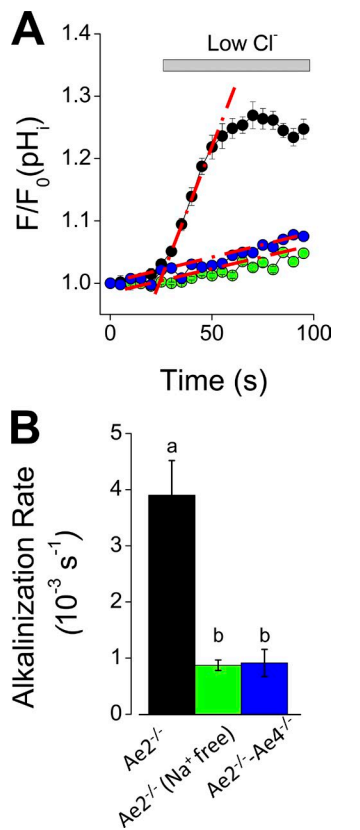 A
Low Cl⁻
1.4
1.3
1.2
1.1
1.0
F/F₀(pHᵢ)
0
50
100
Time (s)
B
5
4
3
2
1
0
Alkalinization Rate
(10⁻³ s⁻¹)
a
b
b
Ae2⁻/⁻
Ae2⁻/⁻ (Na⁺free)
Ae2⁻/⁻-Ae4⁻/⁻